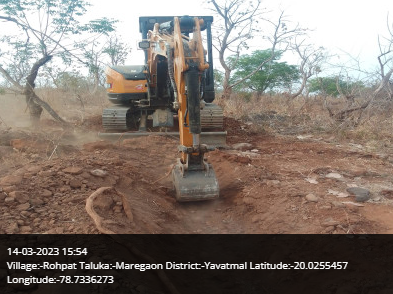 14-03-2023 15:54
Village:-Rohpat Taluka:-Maregaon District:-Yavatmal Latitude:-20.0255457
Longitude:-78.7336273